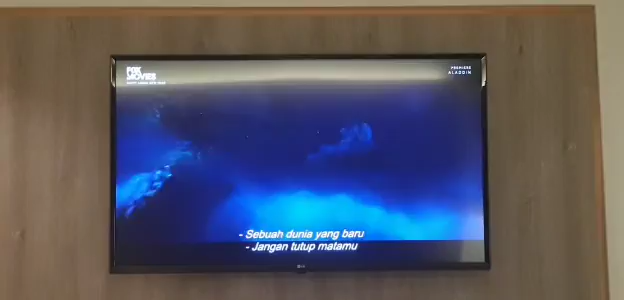 FOX
MOVIES
PREMIERE
ALADDIN
- Sebuah dunia yang baru
- Jangan tutup matamu
LG